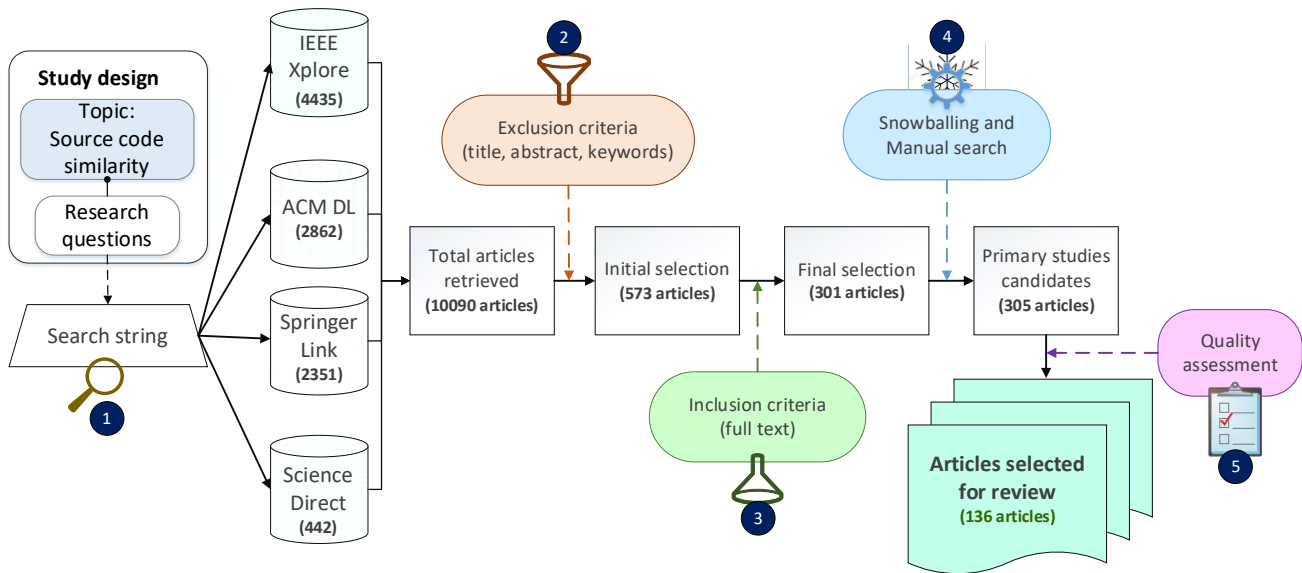 Study design
Topic:
Source code
similarity
Research
questions
Search string
1
IEEE
Xplore
(4435)
ACM DL
(2862)
Springer
Link
(2351)
Science
Direct
(442)
Total articles
retrieved
(10090 articles)
2
Exclusion criteria
(title, abstract, keywords)
Initial selection
(573 articles)
Inclusion criteria
(full text)
3
Final selection
(301 articles)
4
Snowballing and
Manual search
Primary studies
candidates
(305 articles)
Quality
assessment
5
Articles selected
for review
(136 articles)